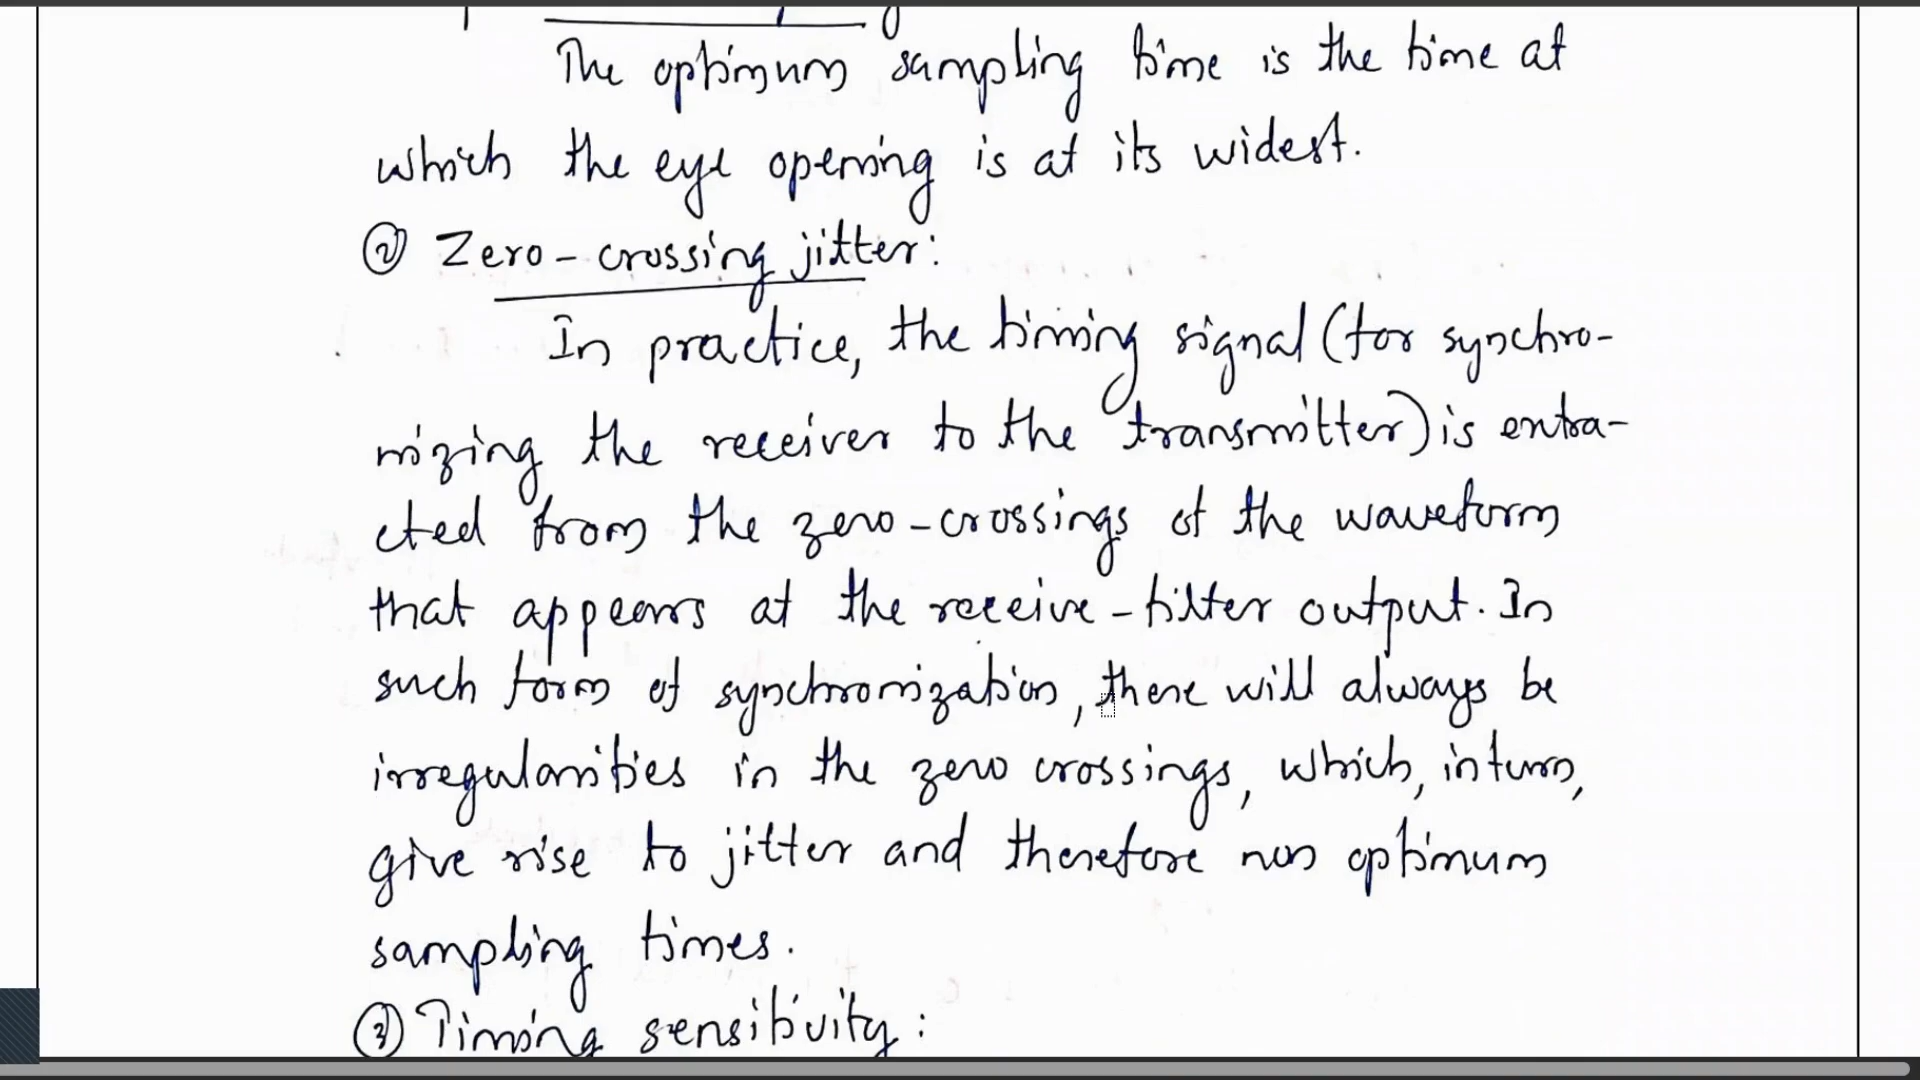 The optimum sampling time is the time at
which the eye opening is at its widest.
② Zero-crossing jitter:
In practice, the timing signal (for synchro-
nizing the receiver to the transmitter) is extra-
cted from the zero-crossings of the waveform
that appears at the receive-filter output. In
such form of synchronization, there will always be
irregularities in the zero crossings, which, in turn,
give rise to jitter and therefore non optimum
sampling times.
③ Timing sensitivity: